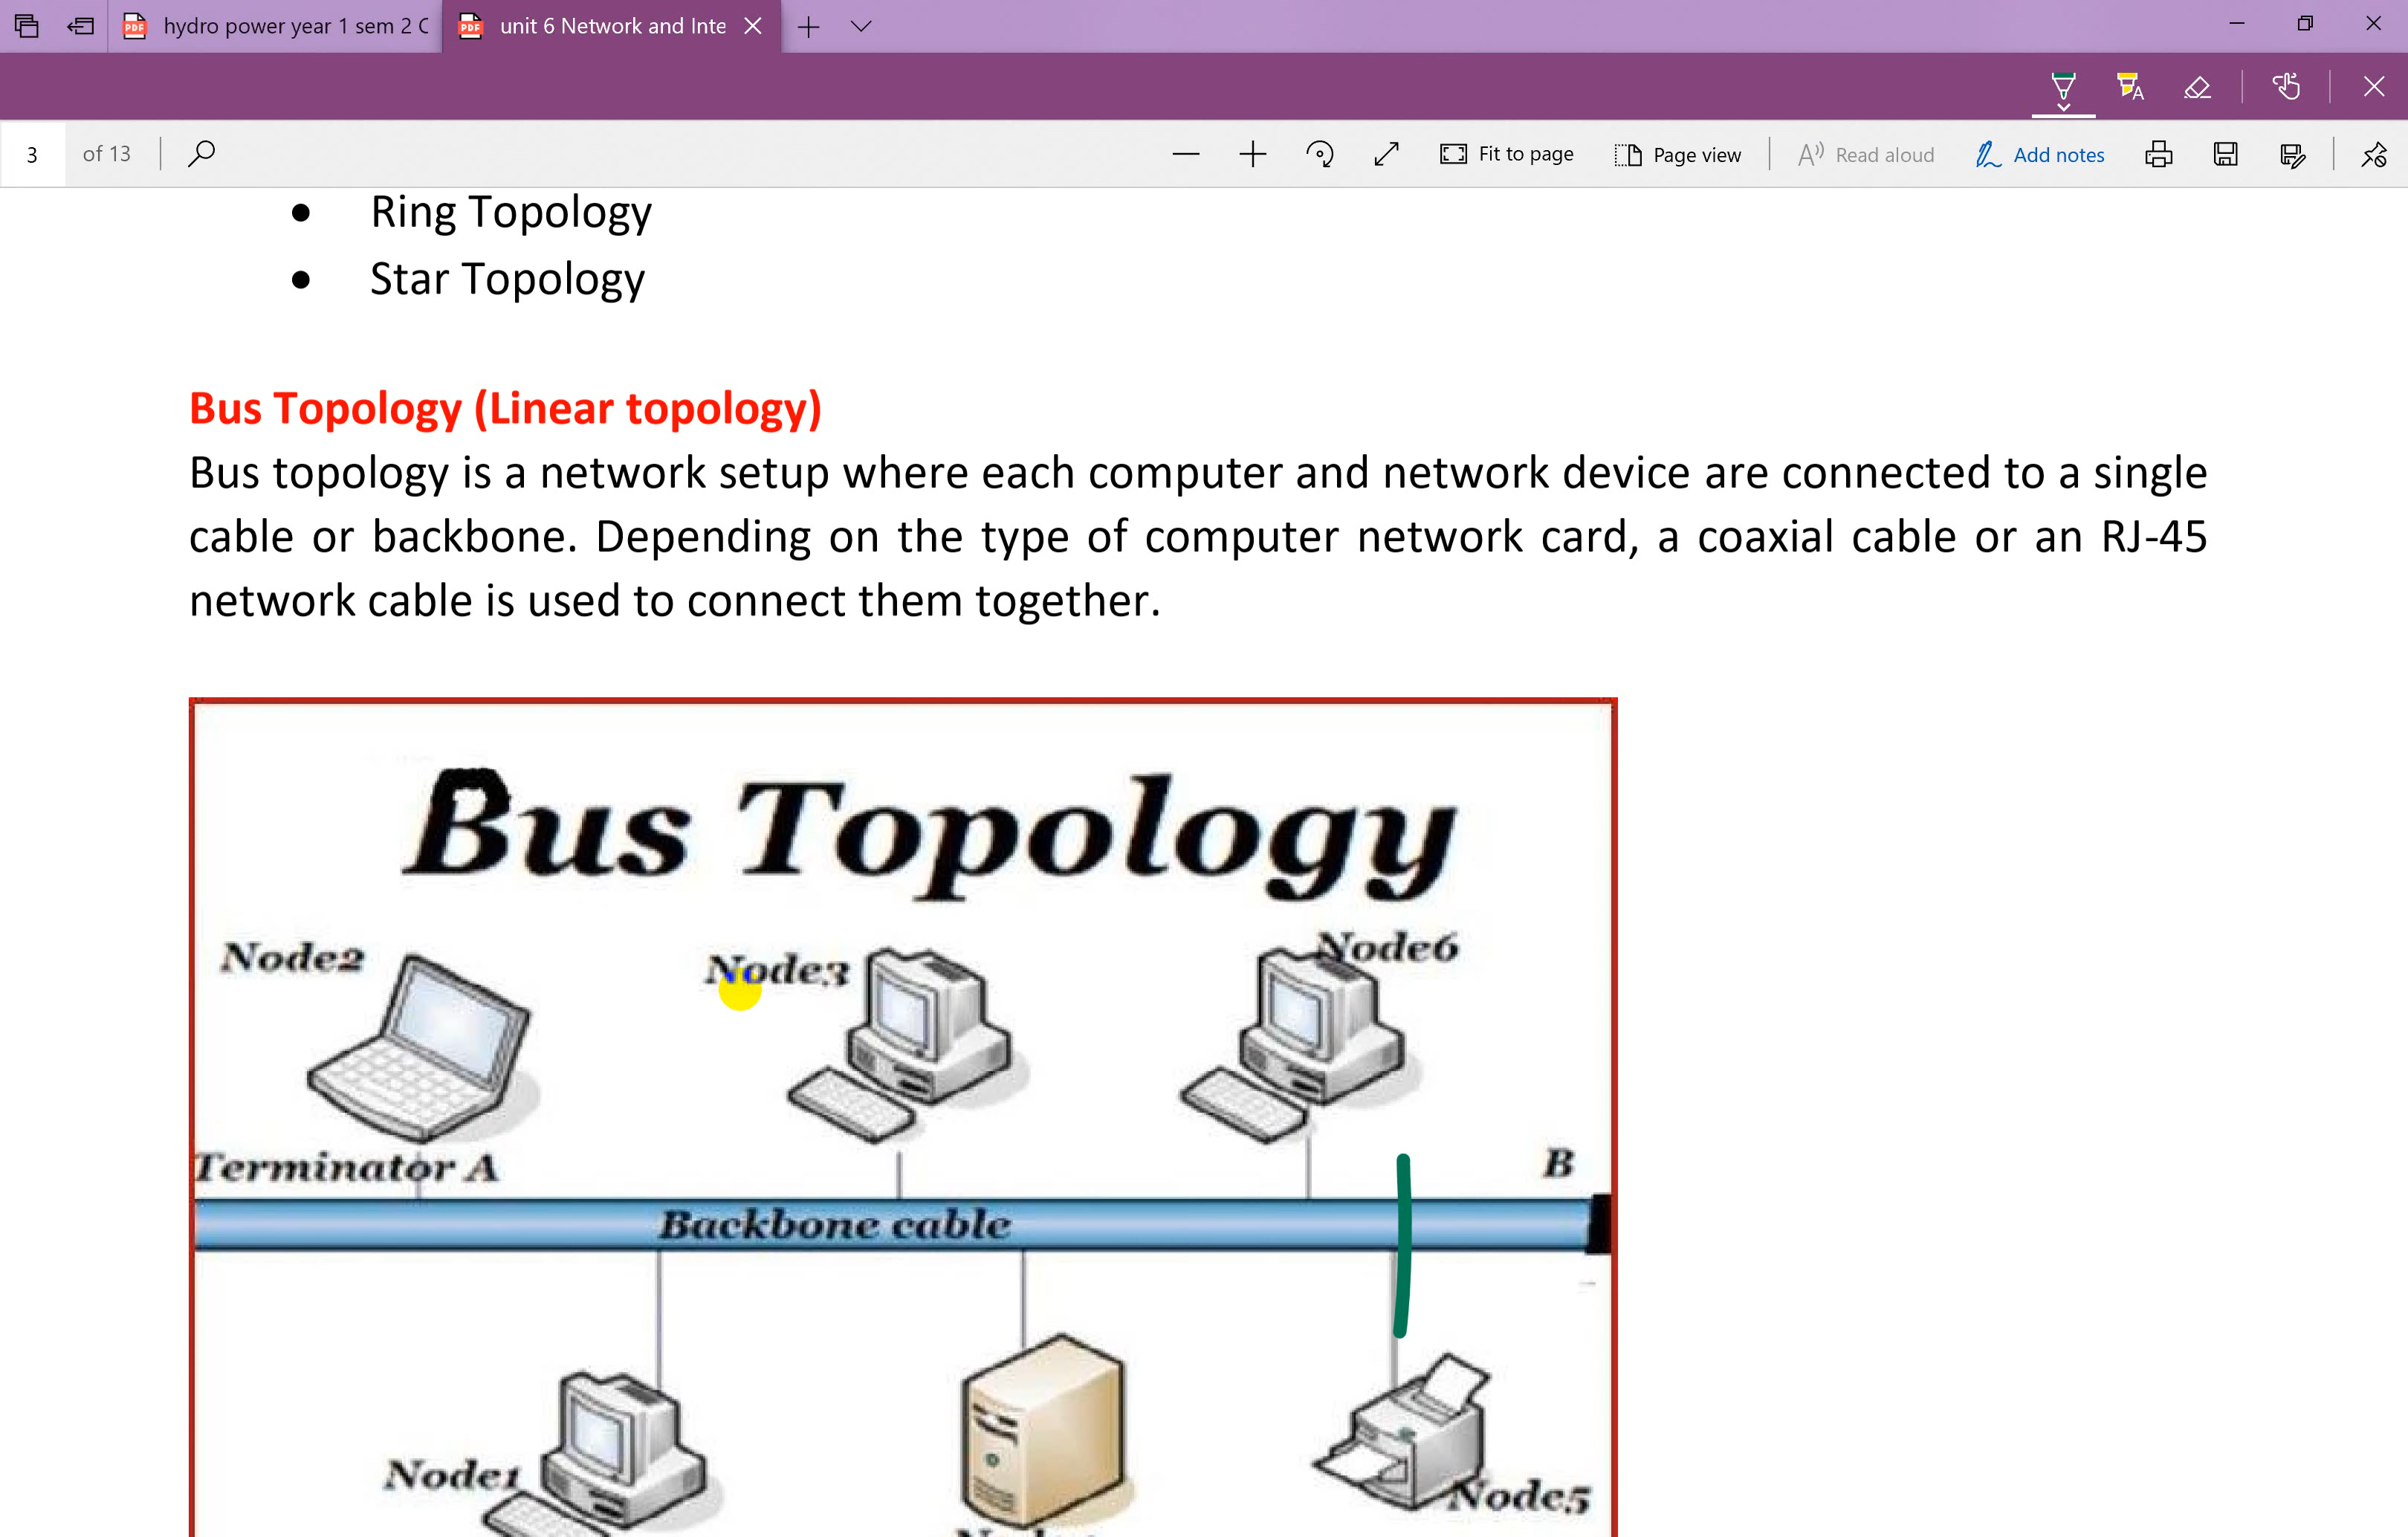 hydro power year 1 sem 2 C
unit 6 Network and Inte
3 of 13
Fit to page
Page view
Read aloud
Add notes
• Ring Topology
• Star Topology
Bus Topology (Linear topology)
Bus topology is a network setup where each computer and network device are connected to a single
cable or backbone. Depending on the type of computer network card, a coaxial cable or an RJ-45
network cable is used to connect them together.
Bus Topology
Node2
Node3
Node6
Terminator A
B
Backbone cable
Node1
Node5